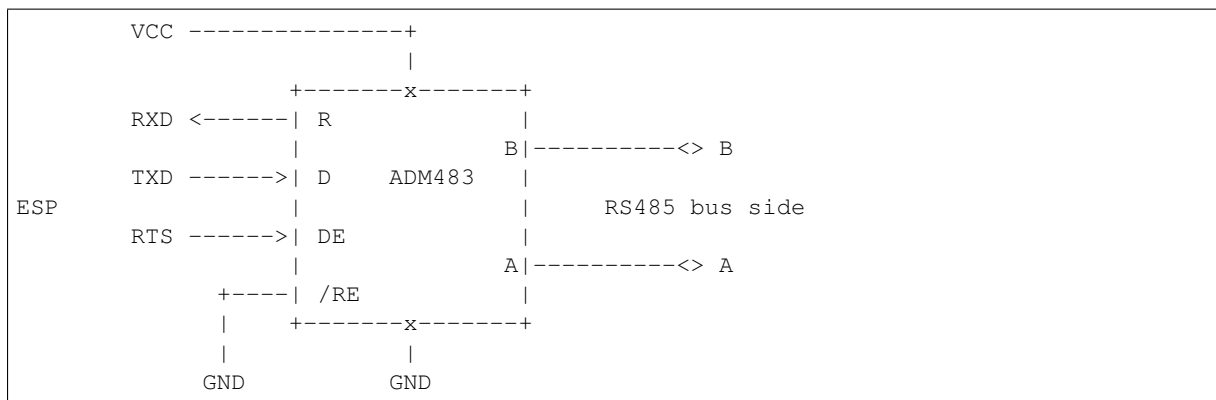 VCC ---------------+
|
+-------x-------+
RXD <------| R |
| B|----------<> B
TXD ------>| D ADM483 |
ESP | | RS485 bus side
RTS ------>| DE |
| A|----------<> A
+----| /RE |
| +-------x-------+
| |
GND GND